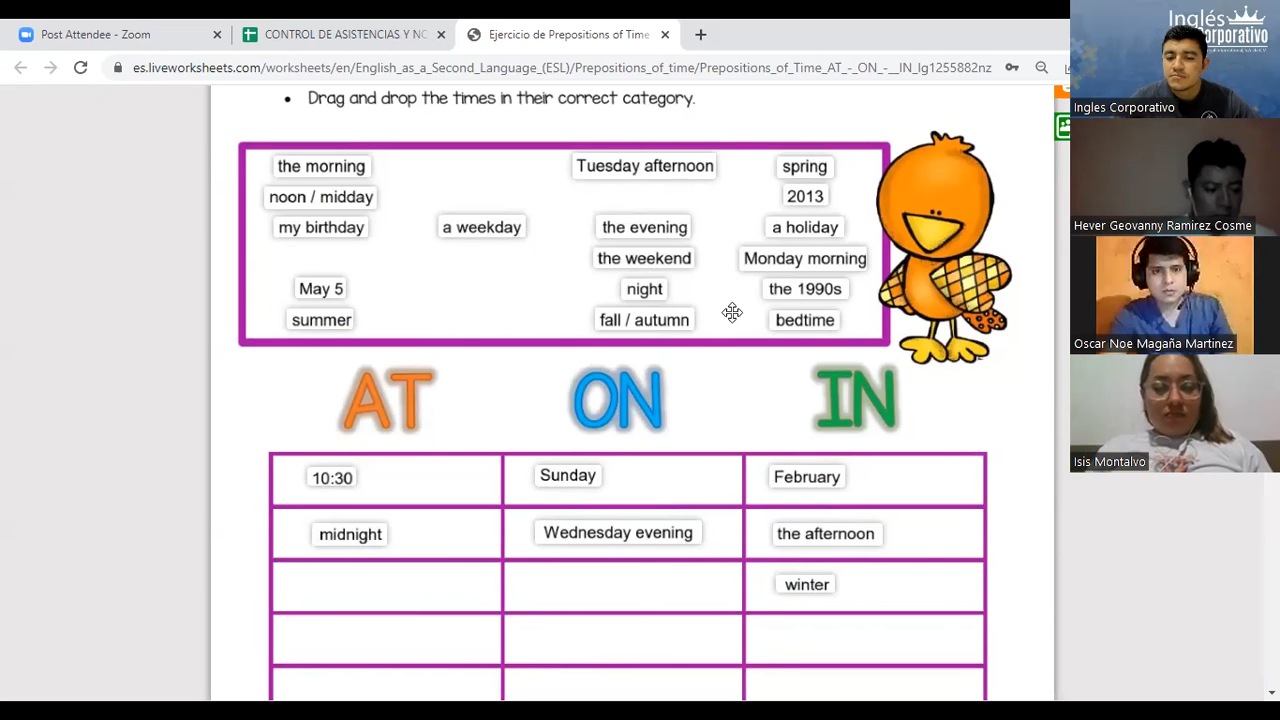 Post Attendee - Zoom
CONTROL DE ASISTENCIAS Y NO
Ejercicio de Prepositions of Time
es.liveworksheets.com/worksheets/en/English_as_a_Second_Language_(ESL)/Prepositions_of_time/Prepositions_of_Time_AT_-_ON_-__IN_lg1255882nz
Drag and drop the times in their correct category.
the morning Tuesday afternoon spring
noon / midday 2013
my birthday a weekday the evening a holiday
the weekend Monday morning
May 5 night the 1990s
summer fall / autumn bedtime
AT ON IN
10:30 Sunday February
midnight Wednesday evening the afternoon
winter
Inglés
Corporativo
Ingles Corporativo
Hever Geovanny Ramirez Cosme
Oscar Noe Magaña Martinez
Isis Montalvo